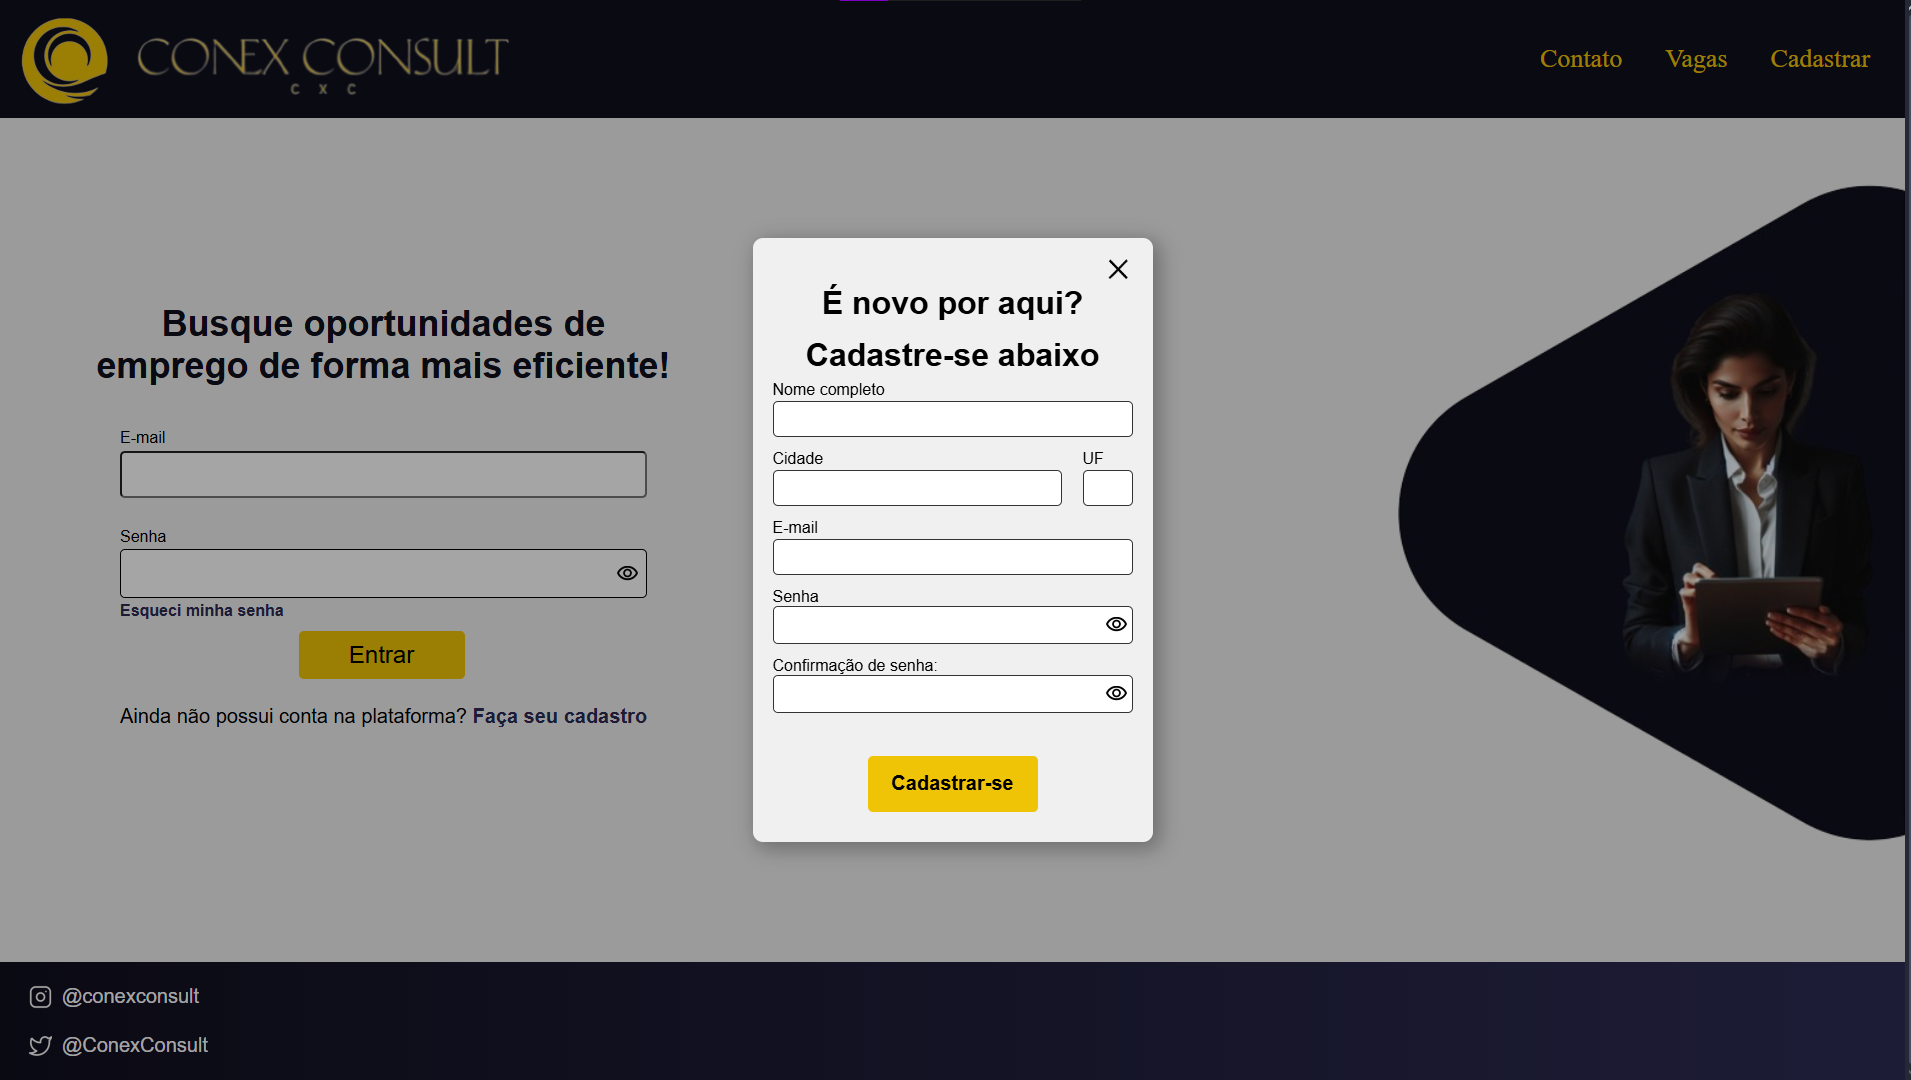 CONEX CONSULT
C X C
Contato Vagas Cadastrar
Busque oportunidades de
emprego de forma mais eficiente!
E-mail
Senha
Esqueci minha senha
Entrar
Ainda não possui conta na plataforma? Faça seu cadastro
É novo por aqui?
Cadastre-se abaixo
Nome completo
Cidade UF
E-mail
Senha
Confirmação de senha:
Cadastrar-se
@conexconsult
@ConexConsult